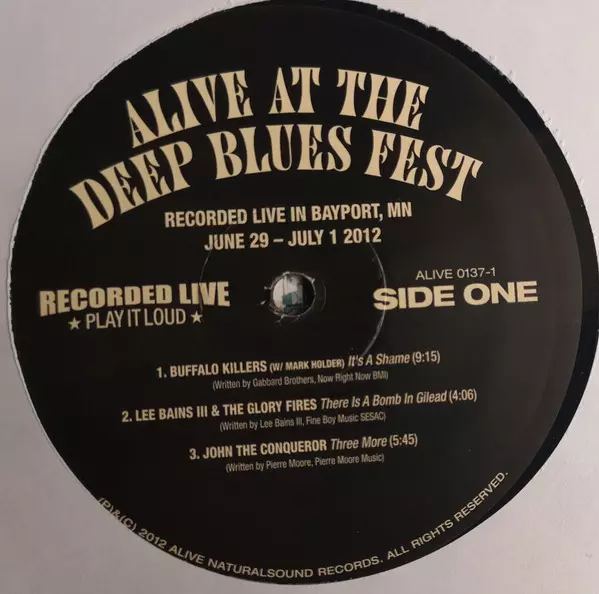 ALIVE AT THE
DEEP BLUES FEST
RECORDED LIVE IN BAYPORT, MN
JUNE 29 – JULY 1 2012
RECORDED LIVE
★ PLAY IT LOUD ★
ALIVE 0137-1
SIDE ONE
1. BUFFALO KILLERS (W/ MARK HOLDER) It's A Shame (9:15)
(Written by Gabbard Brothers, Now Right Now BMI)
2. LEE BAINS III & THE GLORY FIRES There Is A Bomb In Gilead (4:06)
(Written by Lee Bains III, Fine Boy Music SESAC)
3. JOHN THE CONQUEROR Three More (5:45)
(Written by Pierre Moore, Pierre Moore Music)
(P)&(C) 2012 ALIVE NATURALSOUND RECORDS. ALL RIGHTS RESERVED.